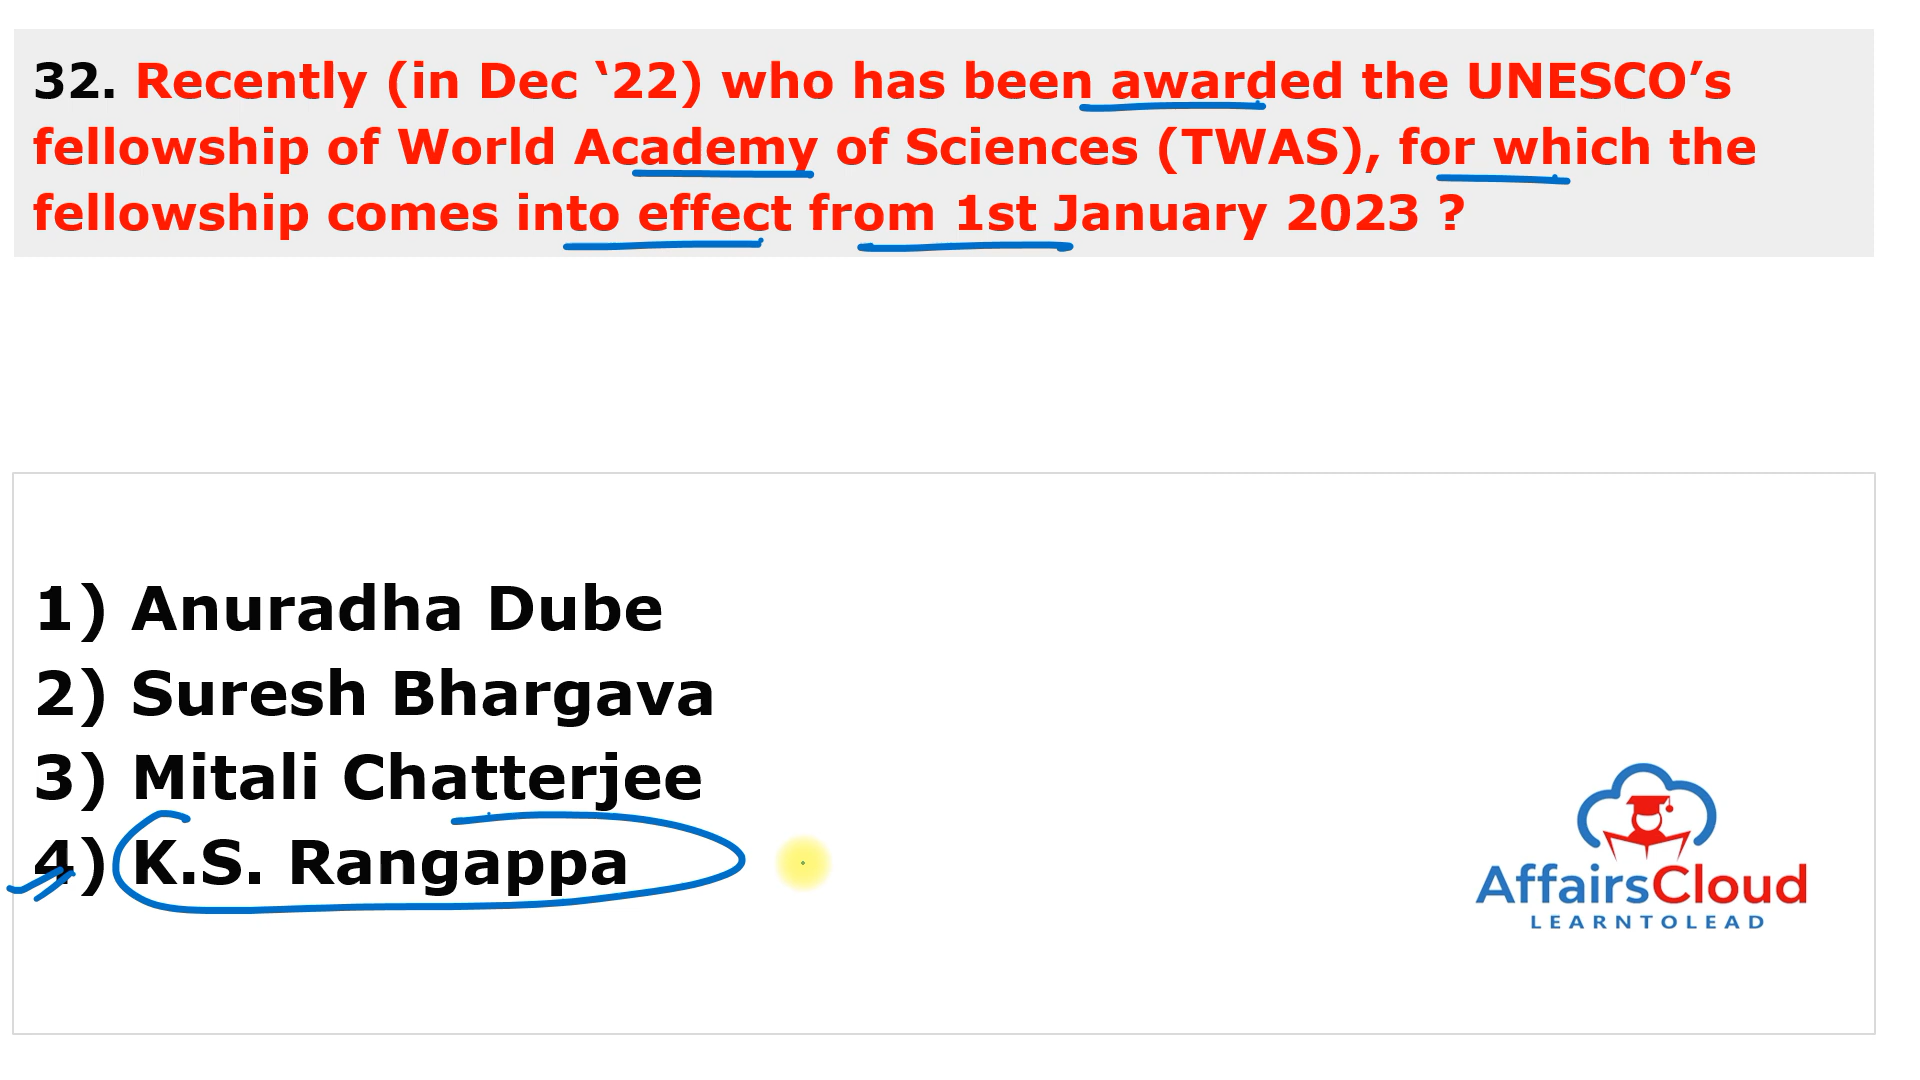 32. Recently (in Dec ‘22) who has been awarded the UNESCO’s
fellowship of World Academy of Sciences (TWAS), for which the
fellowship comes into effect from 1st January 2023 ?
1) Anuradha Dube
2) Suresh Bhargava
3) Mitali Chatterjee
4) K.S. Rangappa
AffairsCloud
LEARNTOLEAD